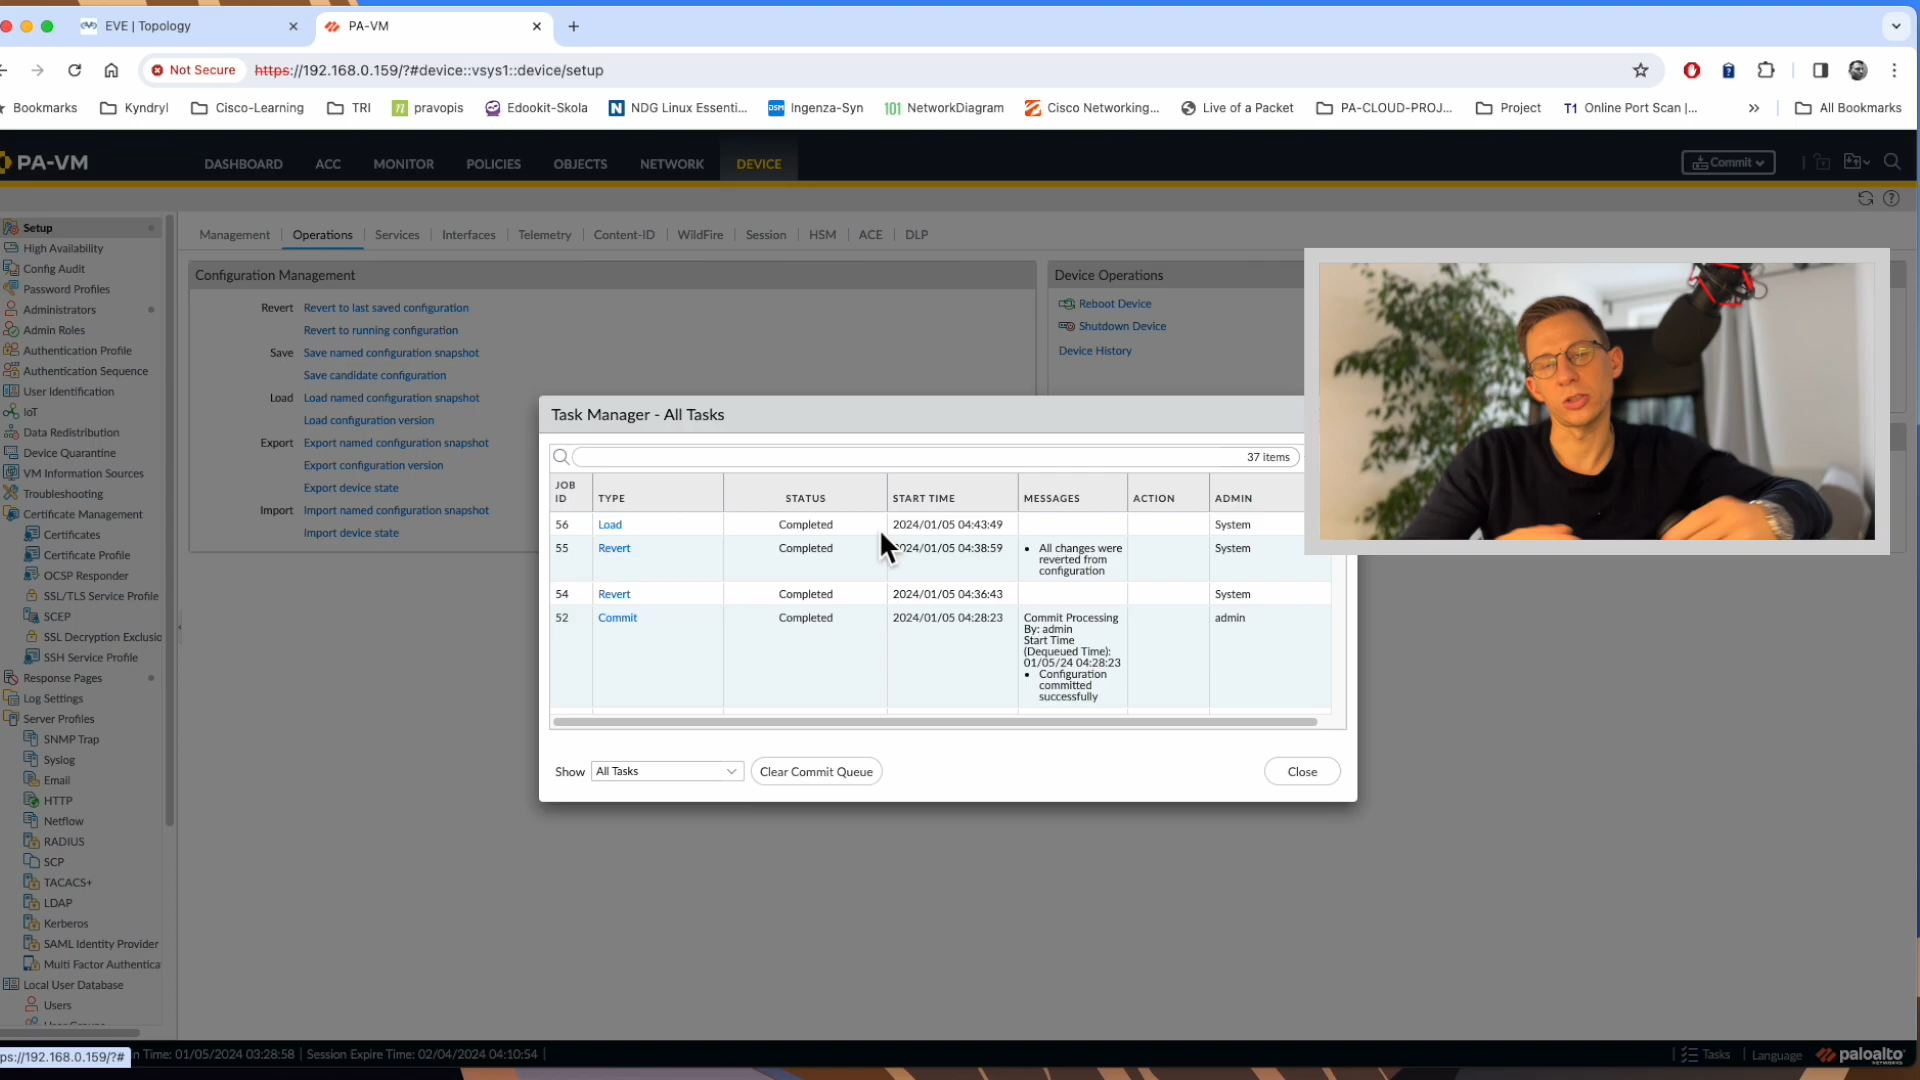 EVE | Topology
PA-VM
Not Secure https://192.168.0.159/?#device::vsys1::device/setup
Bookmarks Kyndryl Cisco-Learning TRI pravopis Edookit-Skola NDG Linux Essenti... Ingenza-Syn NetworkDiagram Cisco Networking... Live of a Packet PA-CLOUD-PROJ... Project Online Port Scan |... » All Bookmarks
PA-VM DASHBOARD ACC MONITOR POLICIES OBJECTS NETWORK DEVICE Commit
Setup
High Availability
Config Audit
Password Profiles
Administrators
Admin Roles
Authentication Profile
Authentication Sequence
User Identification
IoT
Data Redistribution
Device Quarantine
VM Information Sources
Troubleshooting
Certificate Management
Certificates
Certificate Profile
OCSP Responder
SSL/TLS Service Profile
SCEP
SSL Decryption Exclusio
SSH Service Profile
Response Pages
Log Settings
Server Profiles
SNMP Trap
Syslog
Email
HTTP
Netflow
RADIUS
SCP
TACACS+
LDAP
Kerberos
SAML Identity Provider
Multi Factor Authentica
Local User Database
Users
Management Operations Services Interfaces Telemetry Content-ID WildFire Session HSM ACE DLP
Configuration Management
Revert Revert to last saved configuration
Revert to running configuration
Save Save named configuration snapshot
Save candidate configuration
Load Load named configuration snapshot
Load configuration version
Export Export named configuration snapshot
Export configuration version
Export device state
Import Import named configuration snapshot
Import device state
Device Operations
Reboot Device
Shutdown Device
Device History
Task Manager - All Tasks
37 items
JOB ID TYPE STATUS START TIME MESSAGES ACTION ADMIN
56 Load Completed 2024/01/05 04:43:49 System
55 Revert Completed 024/01/05 04:38:59 • All changes were System
reverted from
configuration
54 Revert Completed 2024/01/05 04:36:43 System
52 Commit Completed 2024/01/05 04:28:23 Commit Processing admin
By: admin
Start Time
(Dequeued Time):
01/05/24 04:28:23
• Configuration
committed
successfully
Show All Tasks Clear Commit Queue Close
ps://192.168.0.159/?# n Time: 01/05/2024 03:28:58 | Session Expire Time: 02/04/2024 04:10:54 | Tasks | Language paloalto
NETWORKS